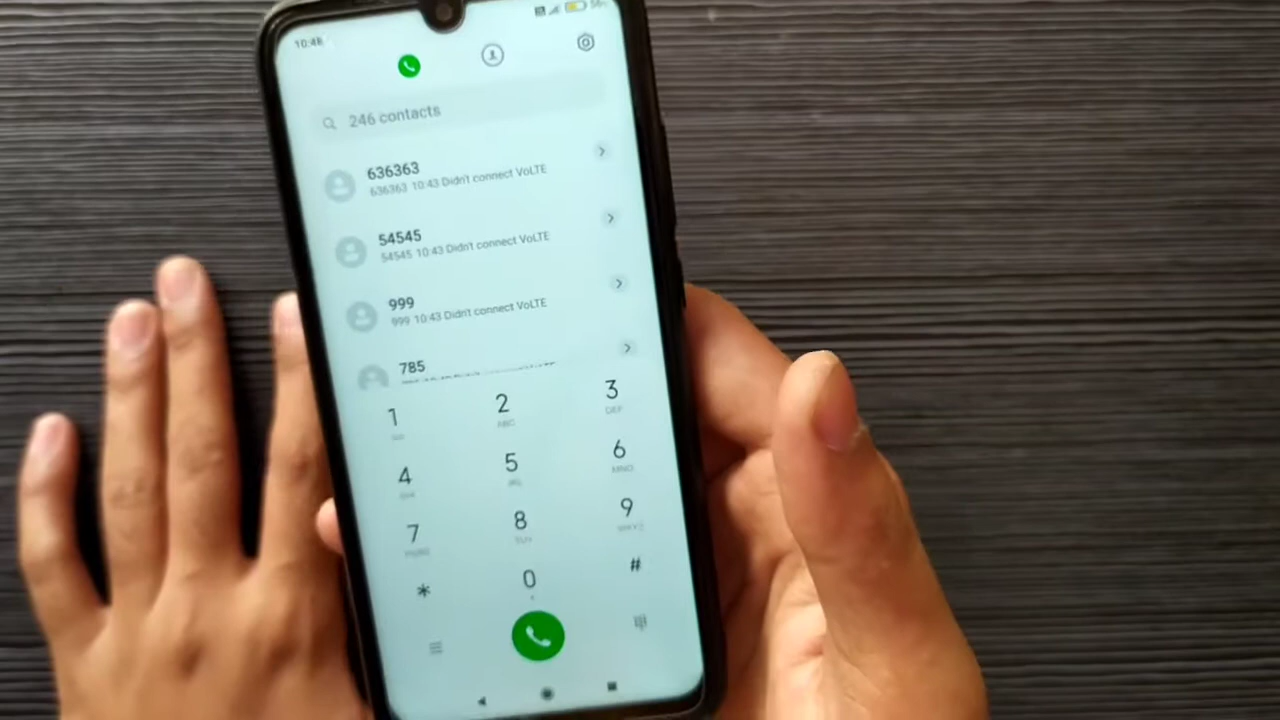 10:48
56
246 contacts
636363
636363 10:43 Didn't connect VoLTE
54545
54545 10:43 Didn't connect VoLTE
999
999 10:43 Didn't connect VoLTE
785
1 2 3
ABC DEF
4 5 6
GHI JKL MNO
7 8 9
PQRS TUV WXYZ
* 0 #
+